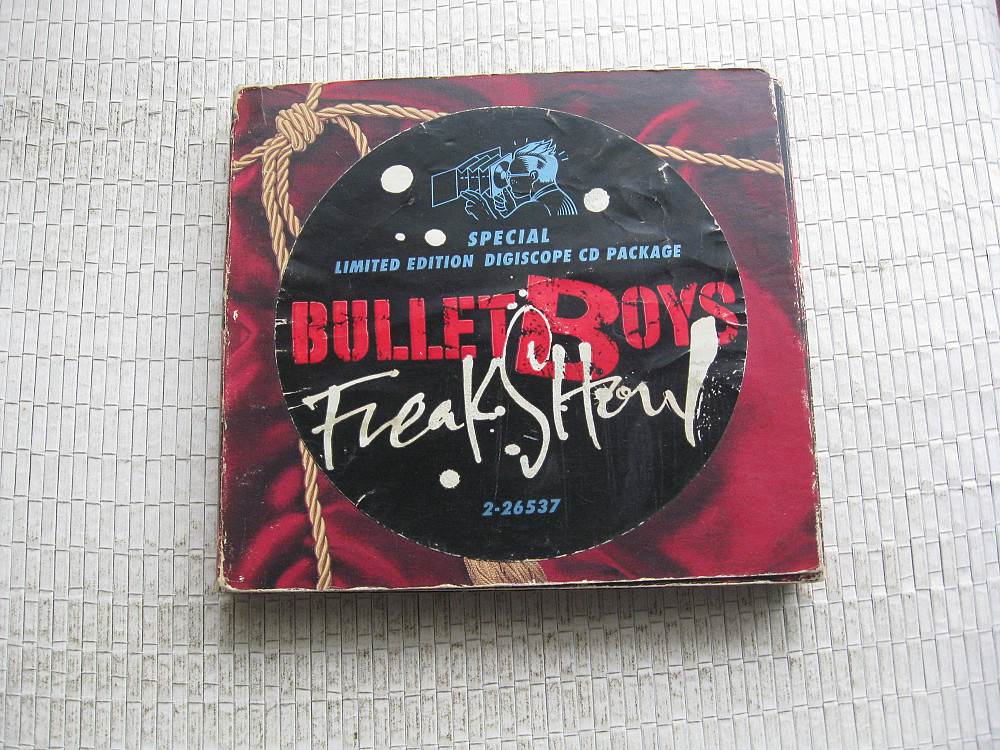 SPECIAL
LIMITED EDITION DIGISCOPE CD PACKAGE
BULLETBOYS
FreakSHow
2-26537